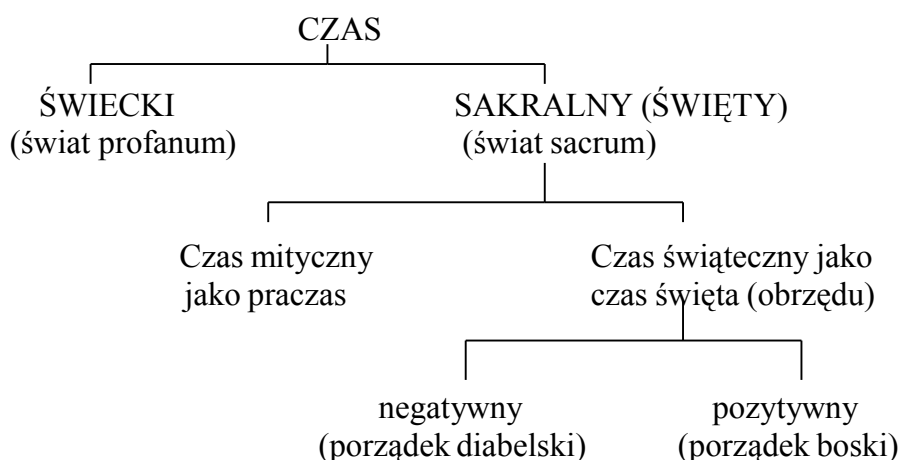 CZAS
ŚWIECKI
(świat profanum)
SAKRALNY (ŚWIĘTY)
(świat sacrum)
Czas mityczny
jako praczas
Czas świąteczny jako
czas święta (obrzędu)
negatywny
(porządek diabelski)
pozytywny
(porządek boski)